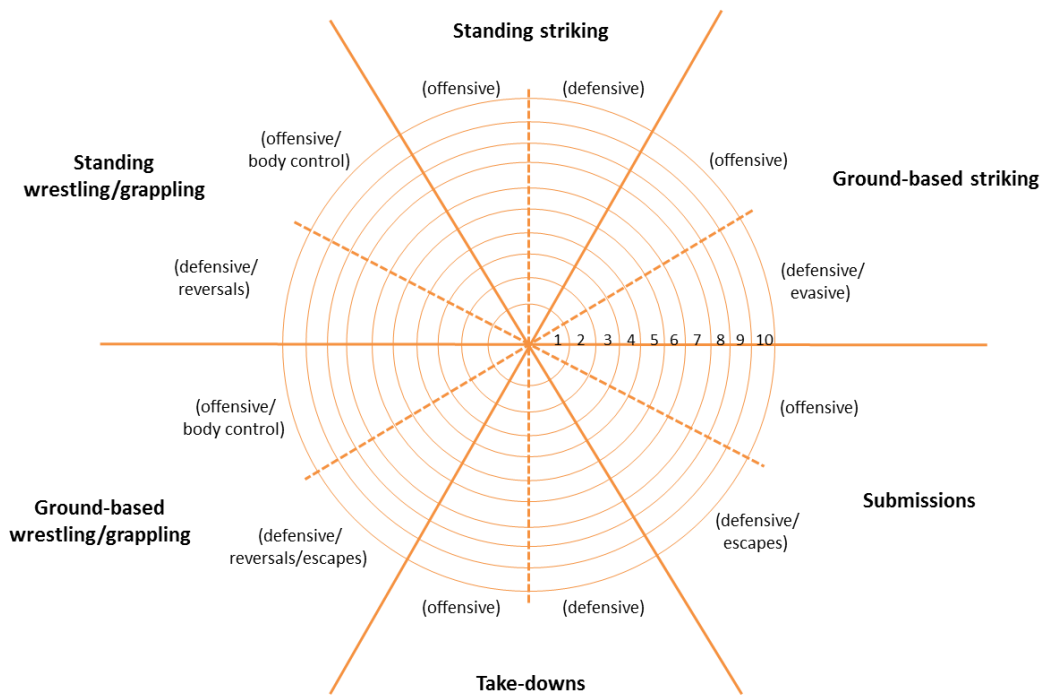 Standing striking
(offensive)
(defensive)
(offensive/
body control)
(offensive)
Standing
wrestling/grappling
Ground-based striking
(defensive/
reversals)
(defensive/
evasive)
1 2 3 4 5 6 7 8 9 10
(offensive/
body control)
(offensive)
Ground-based
wrestling/grappling
Submissions
(defensive/
reversals/escapes)
(defensive/
escapes)
(offensive)
(defensive)
Take-downs